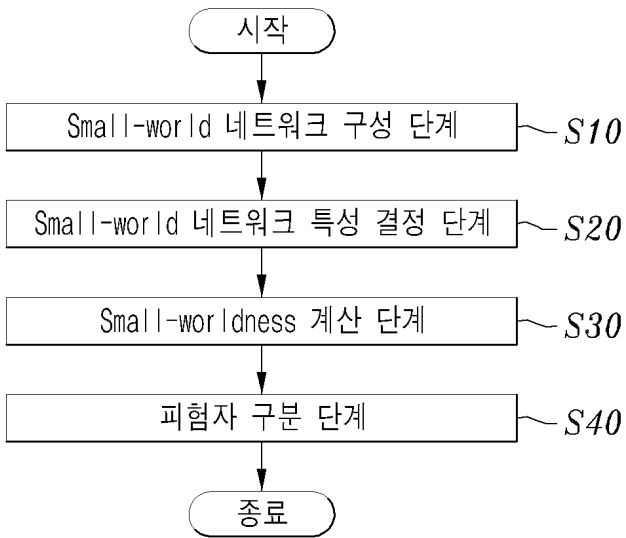 시작
Small-world 네트워크 구성 단계 S10
Small-world 네트워크 특성 결정 단계 S20
Small-worldness 계산 단계 S30
피험자 구분 단계 S40
종료